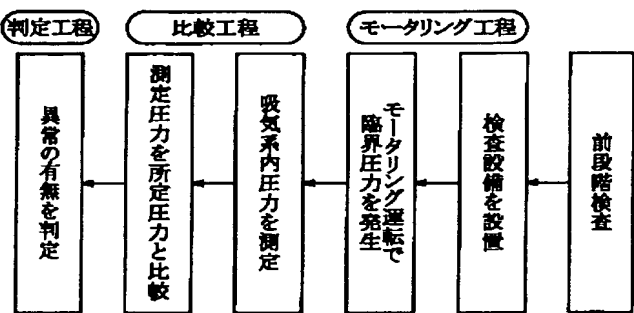 判定工程
比較工程
モータリング工程
前段階検査
検査設備を設置
モータリング運転で
臨界圧力を発生
吸気系内圧力を測定
測定圧力を所定圧力と比較
異常の有無を判定